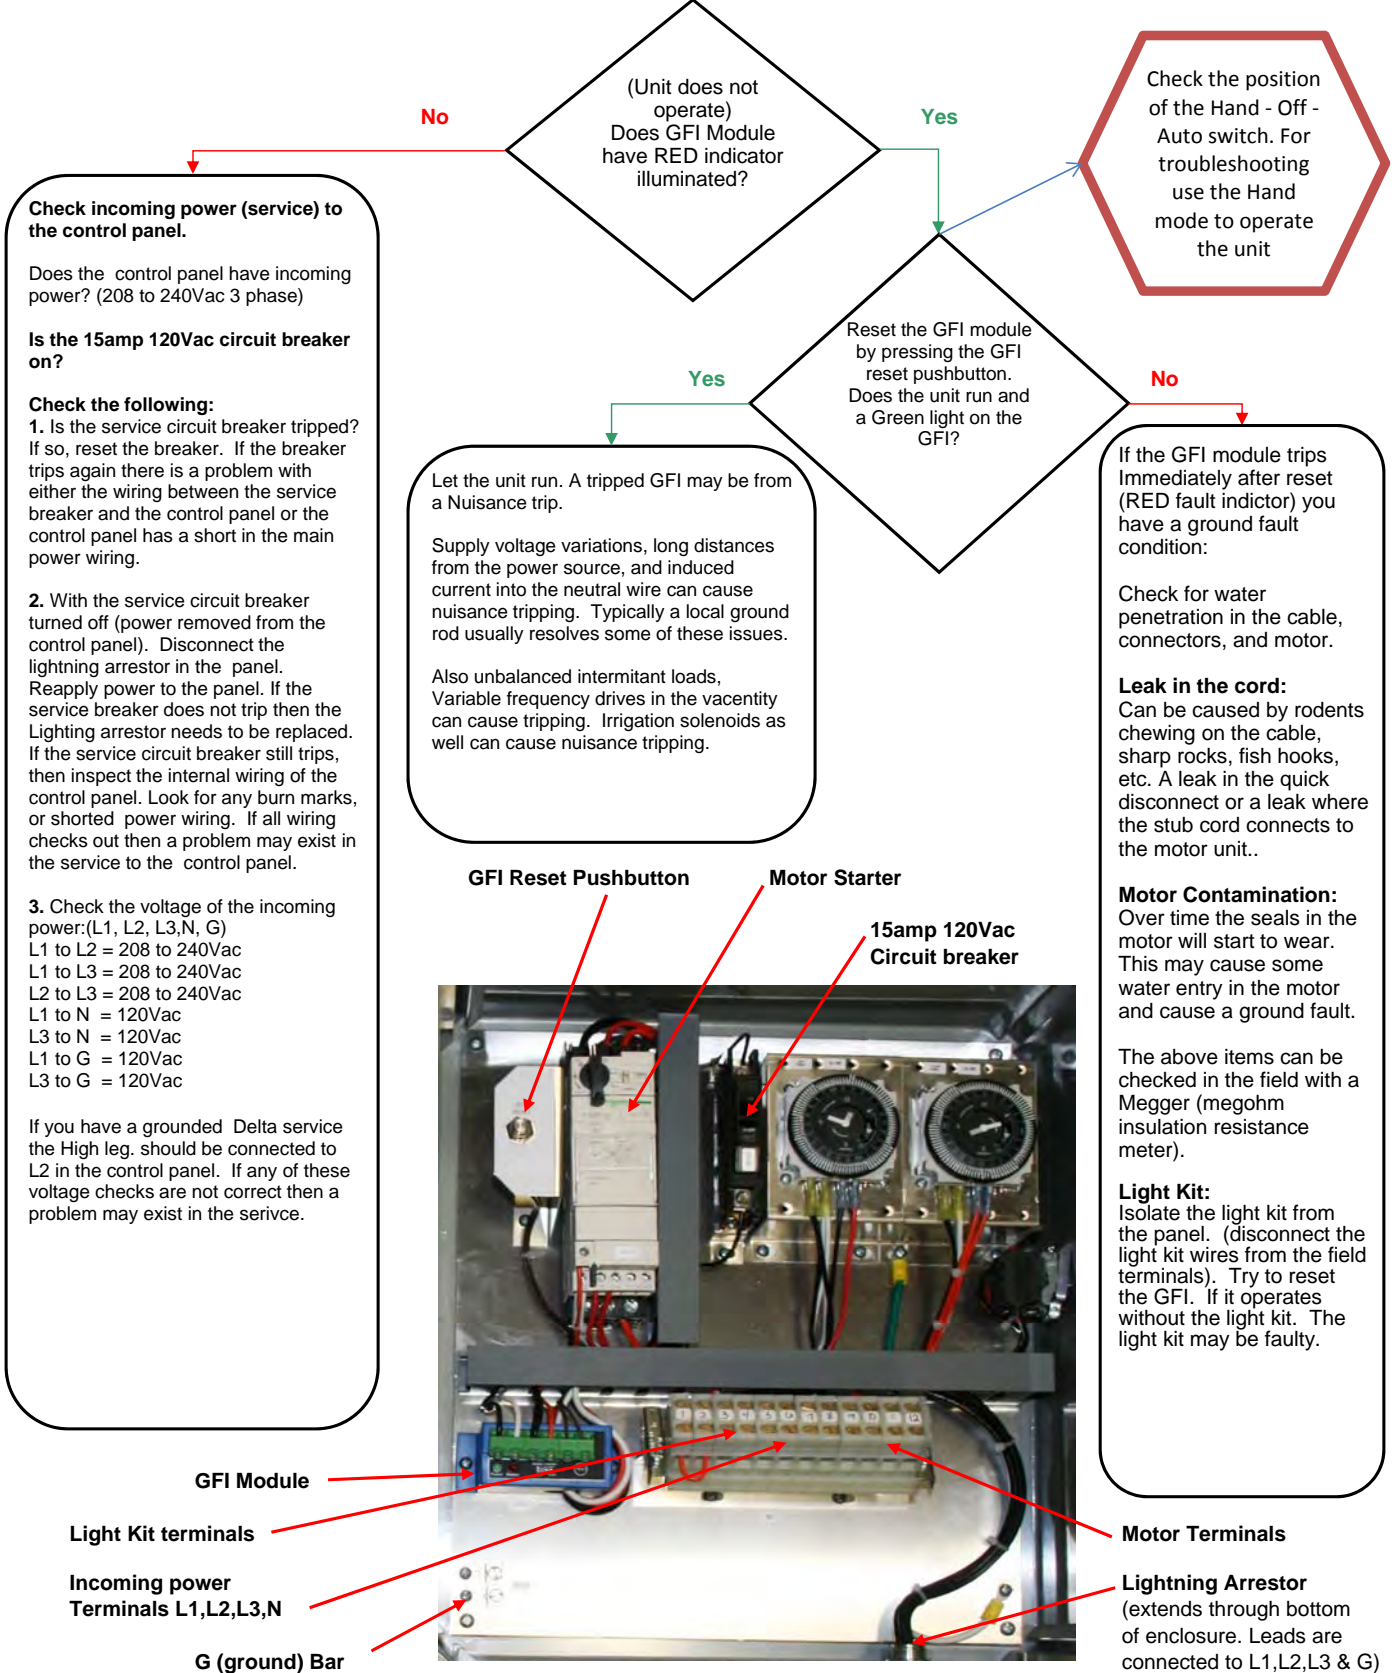 (Unit does not
operate)
Does GFI Module
have RED indicator
illuminated?
No
Yes
Check the position
of the Hand - Off -
Auto switch. For
troubleshooting
use the Hand
mode to operate
the unit
Check incoming power (service) to
the control panel.
Does the  control panel have incoming
power? (208 to 240Vac 3 phase)
Is the 15amp 120Vac circuit breaker
on?
Check the following:
1. Is the service circuit breaker tripped?
If so, reset the breaker.  If the breaker
trips again there is a problem with
either the wiring between the service
breaker and the control panel or the
control panel has a short in the main
power wiring.
2. With the service circuit breaker
turned off (power removed from the
control panel).  Disconnect the
lightning arrestor in the  panel.
Reapply power to the panel. If the
service breaker does not trip then the
Lighting arrestor needs to be replaced.
If the service circuit breaker still trips,
then inspect the internal wiring of the
control panel. Look for any burn marks,
or shorted  power wiring.  If all wiring
checks out then a problem may exist in
the service to the  control panel.
3. Check the voltage of the incoming
power:(L1, L2, L3,N, G)
L1 to L2 = 208 to 240Vac
L1 to L3 = 208 to 240Vac
L2 to L3 = 208 to 240Vac
L1 to N  = 120Vac
L3 to N  = 120Vac
L1 to G  = 120Vac
L3 to G  = 120Vac
If you have a grounded  Delta service
the High leg. should be connected to
L2 in the control panel.  If any of these
voltage checks are not correct then a
problem may exist in the serivce.
Reset the GFI module
by pressing the GFI
reset pushbutton.
Does the unit run and
a Green light on the
GFI?
Yes
No
Let the unit run. A tripped GFI may be from
a Nuisance trip.
Supply voltage variations, long distances
from the power source, and induced
current into the neutral wire can cause
nuisance tripping.  Typically a local ground
rod usually resolves some of these issues.
Also unbalanced intermitant loads,
Variable frequency drives in the vacentity
can cause tripping.  Irrigation solenoids as
well can cause nuisance tripping.
If the GFI module trips
Immediately after reset
(RED fault indictor) you
have a ground fault
condition:
Check for water
penetration in the cable,
connectors, and motor.
Leak in the cord:
Can be caused by rodents
chewing on the cable,
sharp rocks, fish hooks,
etc. A leak in the quick
disconnect or a leak where
the stub cord connects to
the motor unit..
Motor Contamination:
Over time the seals in the
motor will start to wear.
This may cause some
water entry in the motor
and cause a ground fault.
The above items can be
checked in the field with a
Megger (megohm
insulation resistance
meter).
Light Kit:
Isolate the light kit from
the panel.  (disconnect the
light kit wires from the field
terminals).  Try to reset
the GFI.  If it operates
without the light kit.  The
light kit may be faulty.
GFI Reset Pushbutton
Motor Starter
15amp 120Vac
Circuit breaker
1 2 3 4 5 6 7 8 9 10 11 12
GFI Module
Light Kit terminals
Incoming power
Terminals L1,L2,L3,N
G (ground) Bar
Motor Terminals
Lightning Arrestor
(extends through bottom
of enclosure. Leads are
connected to L1,L2,L3 & G)